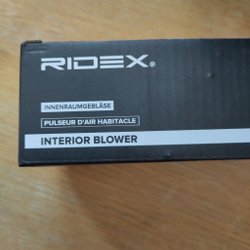 RIDEX®
INNENRAUMGEBLÄSE
PULSEUR D'AIR HABITACLE
INTERIOR BLOWER